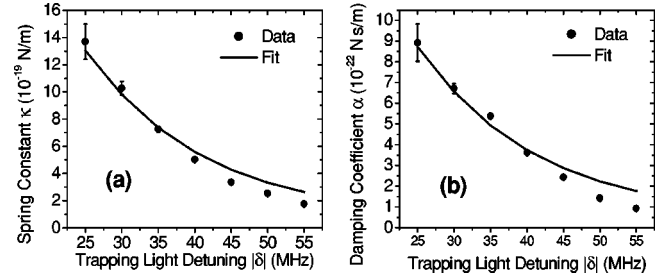 Spring Constant κ (10⁻¹⁹ N/m)
16
14
12
10
8
6
4
2
0
Data
Fit
(a)
25 30 35 40 45 50 55
Trapping Light Detuning |δ| (MHz)
Damping Coefficient α (10⁻²² N s/m)
10
9
8
7
6
5
4
3
2
1
0
Data
Fit
(b)
25 30 35 40 45 50 55
Trapping Light Detuning |δ| (MHz)